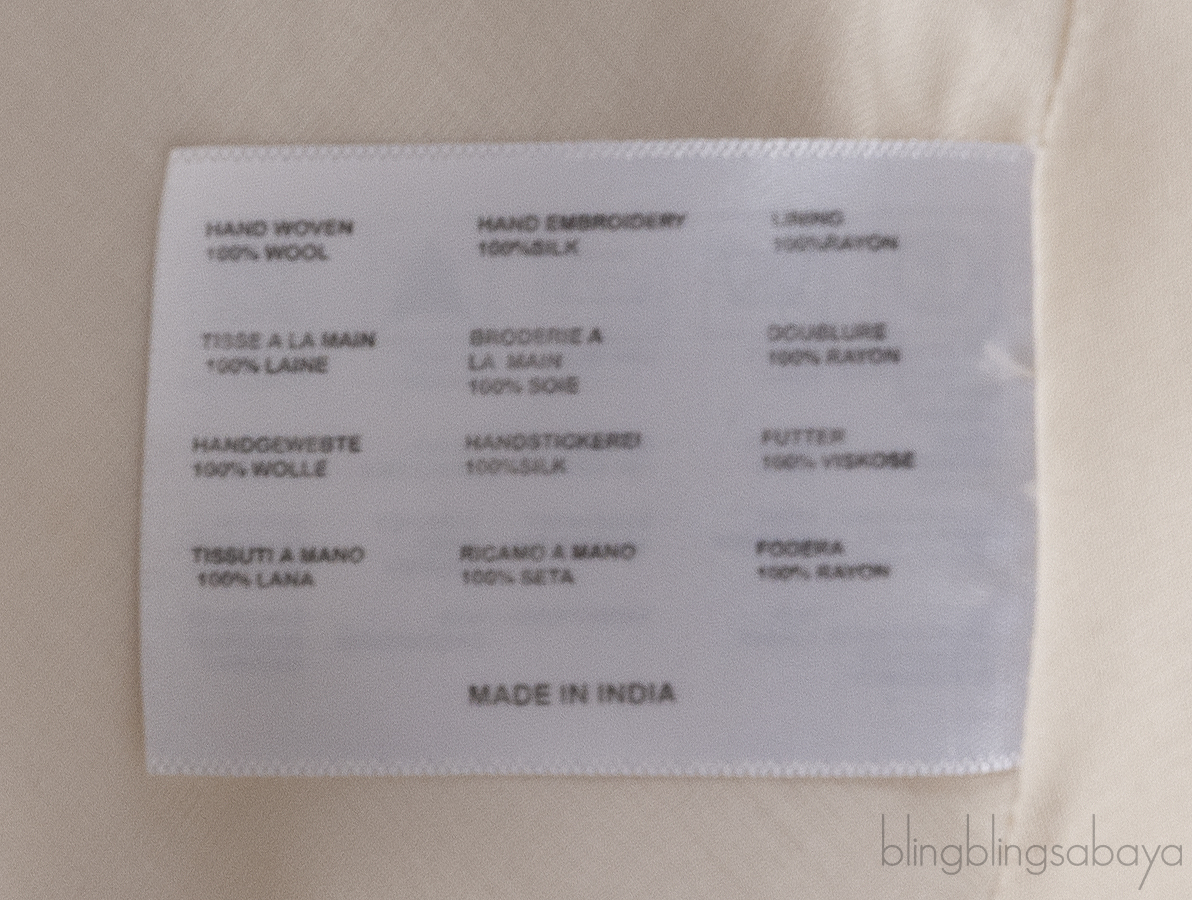 HAND WOVEN
100% WOOL
HAND EMBROIDERY
100%SILK
LINING
100%RAYON
TISSE A LA MAIN
100% LAINE
BRODERIE A
LA MAIN
100% SOIE
DOUBLURE
100% RAYON
HANDGEWEBTE
100% WOLLE
HANDSTICKEREI
100%SILK
FUTTER
100% VISKOSE
TISSUTI A MANO
100% LANA
RICAMO A MANO
100% SETA
FODERA
100% RAYON
MADE IN INDIA
blingblingsabaya